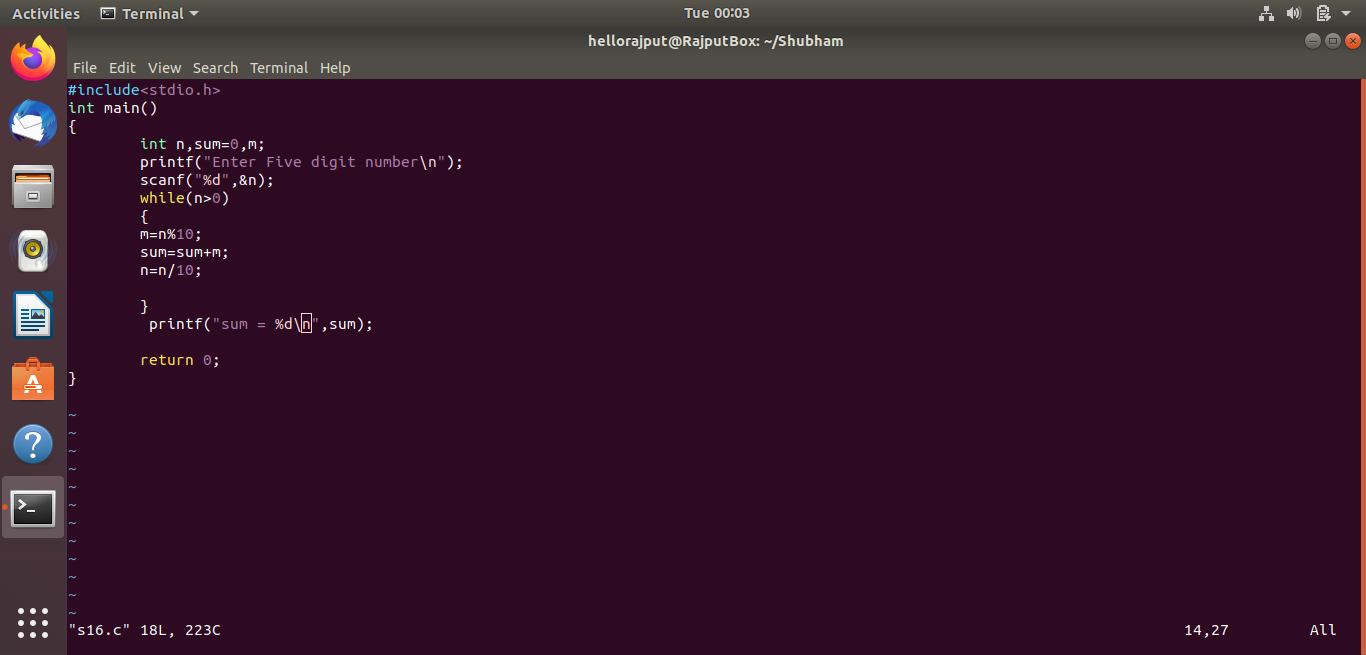 Activities Terminal Tue 00:03
hellorajput@RajputBox: ~/Shubham
File Edit View Search Terminal Help
#include<stdio.h>
int main()
{
        int n,sum=0,m;
        printf("Enter Five digit number\n");
        scanf("%d",&n);
        while(n>0)
        {
        m=n%10;
        sum=sum+m;
        n=n/10;

        }
         printf("sum = %d\n",sum);

        return 0;
}

~
~
~
~
~
~
~
~
~
~
~
~
"s16.c" 18L, 223C 14,27 All